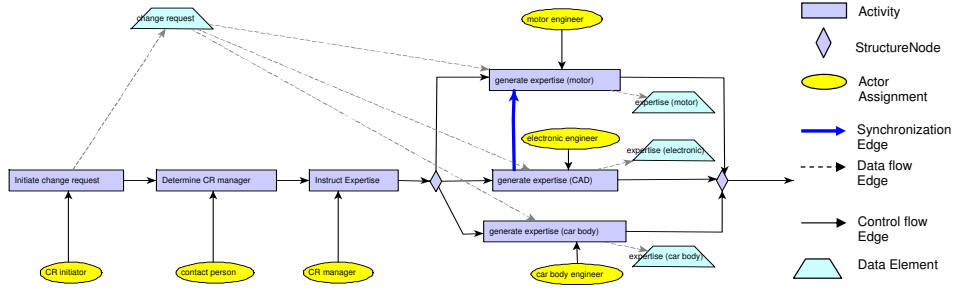 change request
motor engineer
generate expertise (motor)
expertise (motor)
electronic engineer
expertise (electronic)
Initiate change request
Determine CR manager
Instruct Expertise
generate expertise (CAD)
generate expertise (car body)
expertise (car body)
CR initiator
contact person
CR manager
car body engineer
Activity
StructureNode
Actor
Assignment
Synchronization
Edge
Data flow
Edge
Control flow
Edge
Data Element